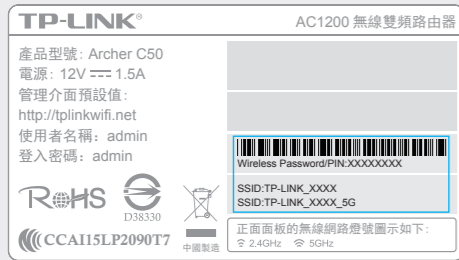 TP-LINK®
AC1200 無線雙頻路由器
產品型號: Archer C50
電源: 12V 1.5A
管理介面預設值:
http://tplinkwifi.net
使用者名稱: admin
登入密碼: admin
RoHS
D38330
CCAI15LP2090T7
中國製造
Wireless Password/PIN:XXXXXXXX
SSID:TP-LINK_XXXX
SSID:TP-LINK_XXXX_5G
正面面板的無線網路燈號圖示如下:
2.4GHz 5GHz